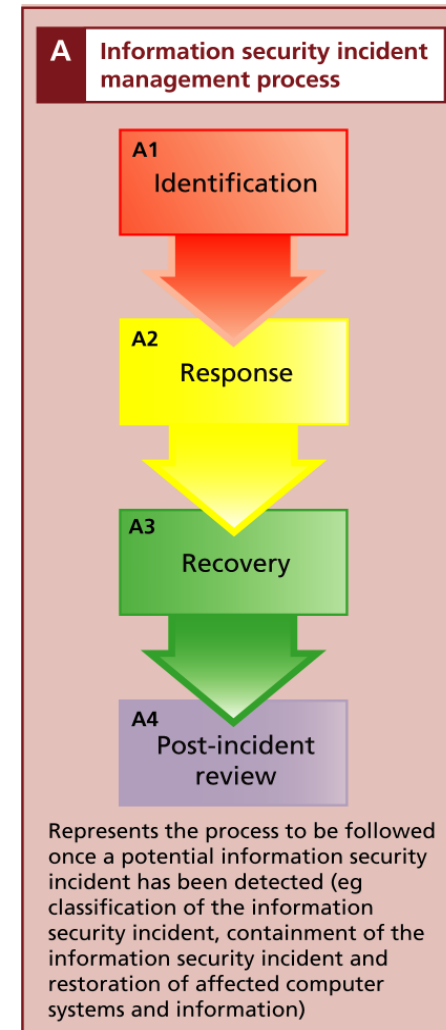 A
Information security incident
management process
A1
Identification
A2
Response
A3
Recovery
A4
Post-incident
review
Represents the process to be followed
once a potential information security
incident has been detected (eg
classification of the information
security incident, containment of the
information security incident and
restoration of affected computer
systems and information)